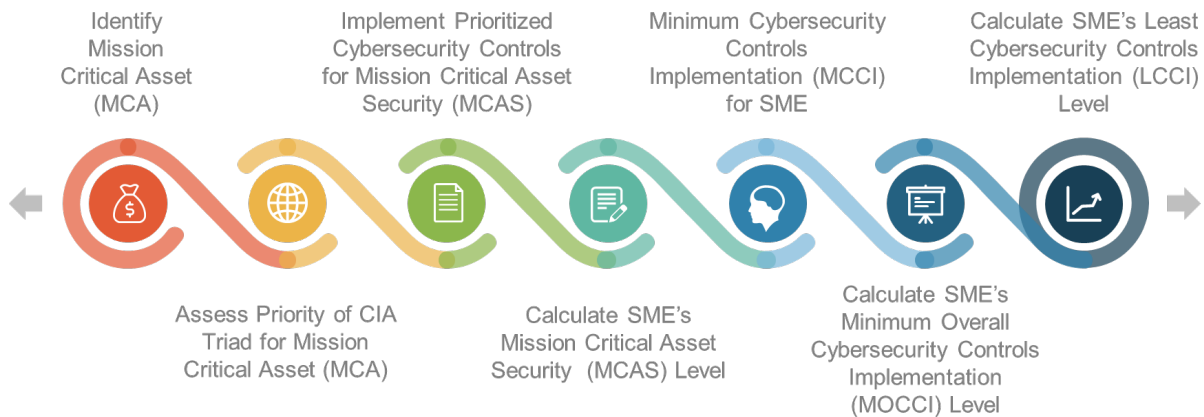 Identify
Mission
Critical Asset
(MCA)
Assess Priority of CIA
Triad for Mission
Critical Asset (MCA)
Implement Prioritized
Cybersecurity Controls
for Mission Critical Asset
Security (MCAS)
Calculate SME's
Mission Critical Asset
Security (MCAS) Level
Minimum Cybersecurity
Controls
Implementation (MCCI)
for SME
Calculate SME's
Minimum Overall
Cybersecurity Controls
Implementation
(MOCCI) Level
Calculate SME's Least
Cybersecurity Controls
Implementation (LCCI)
Level
$